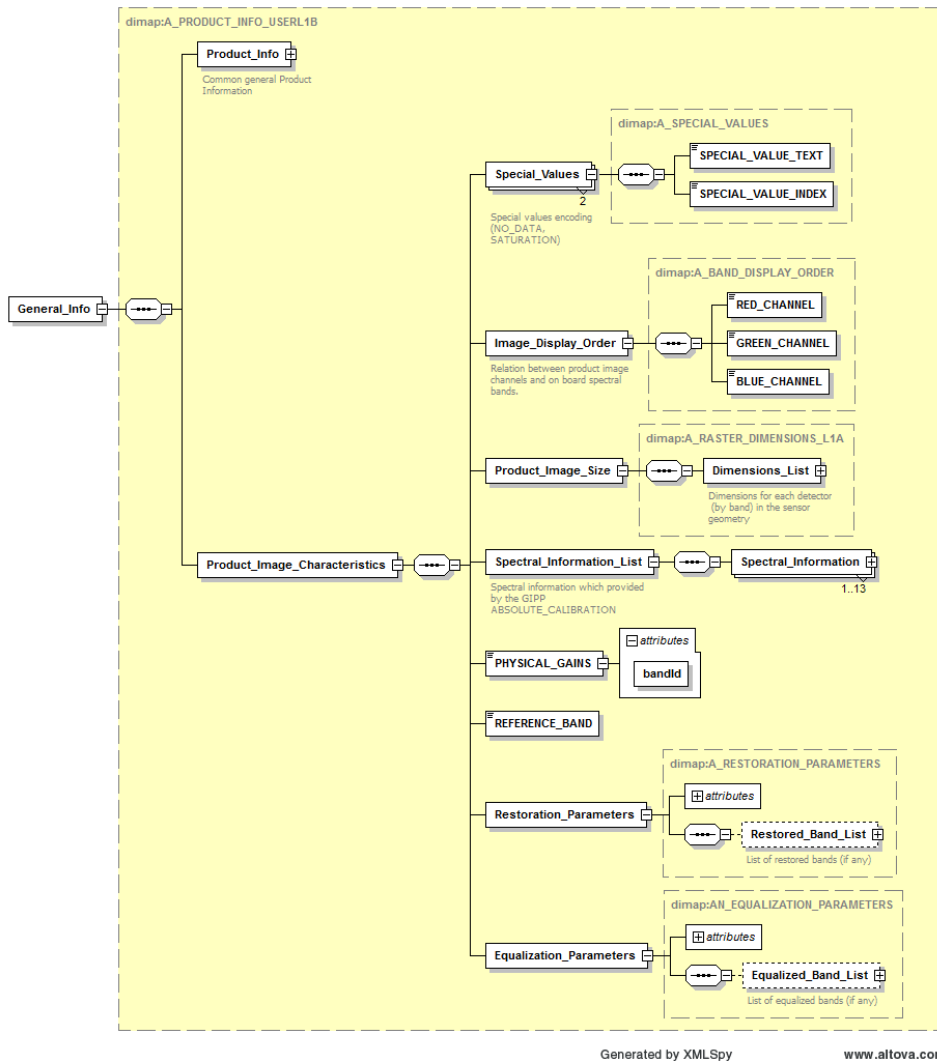 dimap:A_PRODUCT_INFO_USERL1B
Product_Info
Common general Product
Information
dimap:A_SPECIAL_VALUES
SPECIAL_VALUE_TEXT
Special_Values
SPECIAL_VALUE_INDEX
2
Special values encoding
(NO_DATA,
SATURATION)
dimap:A_BAND_DISPLAY_ORDER
General_Info
RED_CHANNEL
Image_Display_Order
GREEN_CHANNEL
Relation between product image
channels and on board spectral
bands.
BLUE_CHANNEL
dimap:A_RASTER_DIMENSIONS_L1A
Product_Image_Size
Dimensions_List
Dimensions for each detector
(by band) in the sensor
geometry
Product_Image_Characteristics
Spectral_Information_List
Spectral_Information
1..13
Spectral information which provided
by the GIPP
ABSOLUTE_CALIBRATION
attributes
PHYSICAL_GAINS
bandId
REFERENCE_BAND
dimap:A_RESTORATION_PARAMETERS
attributes
Restoration_Parameters
Restored_Band_List
List of restored bands (if any)
dimap:AN_EQUALIZATION_PARAMETERS
attributes
Equalization_Parameters
Equalized_Band_List
List of equalized bands (if any)
Generated by XMLSpy
www.altova.co